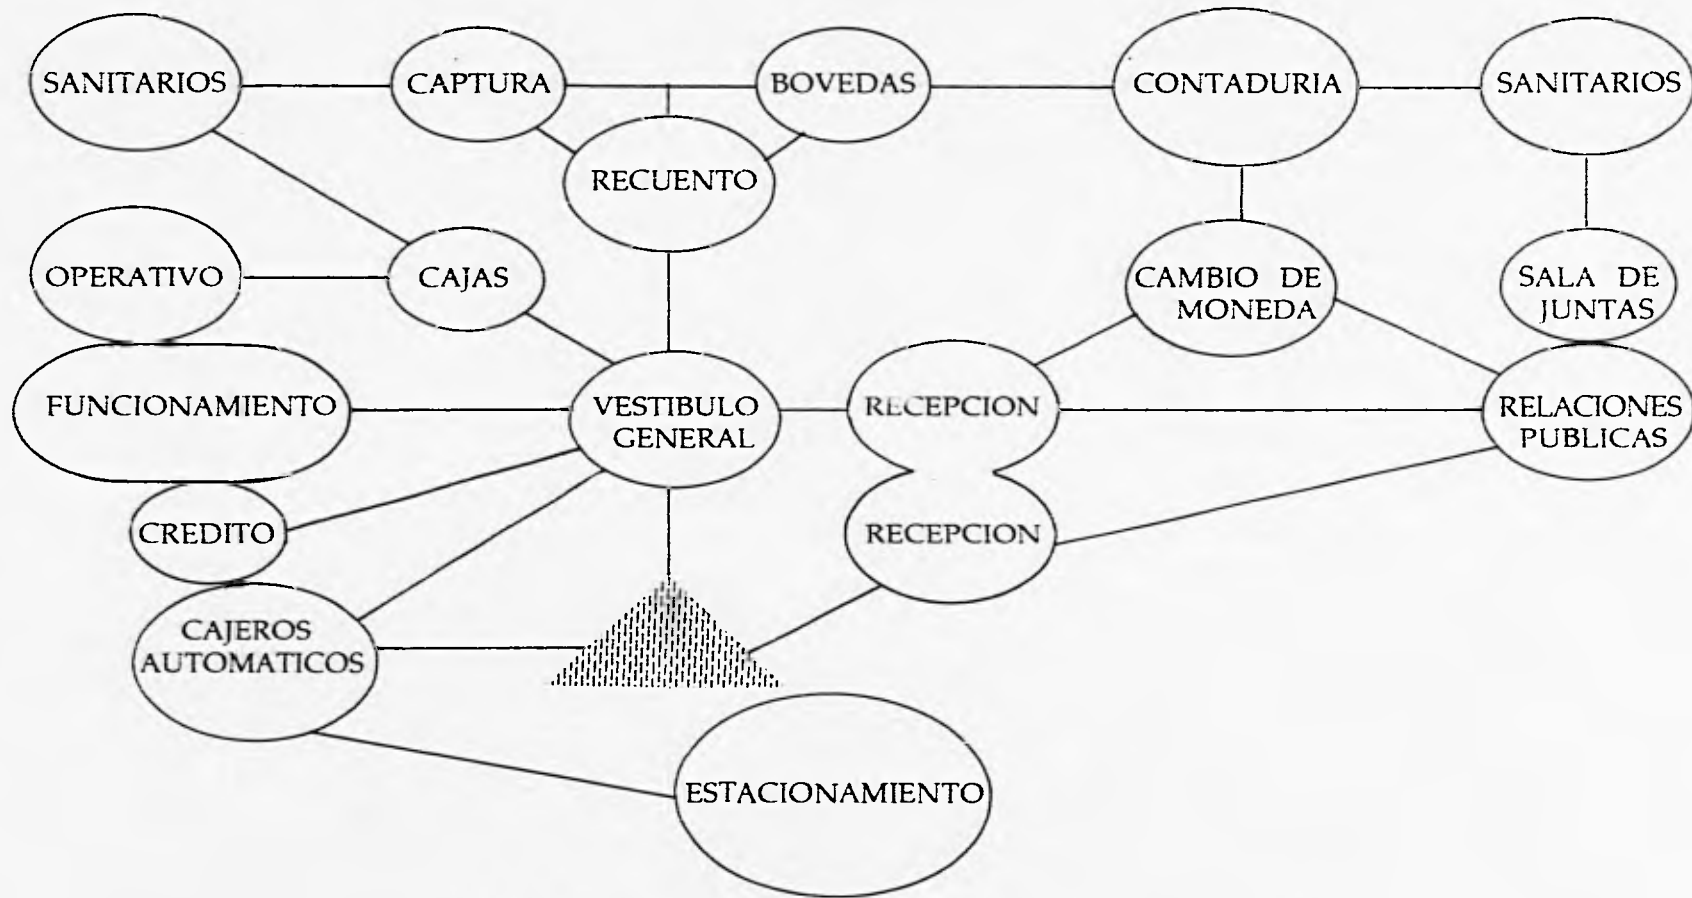 SANITARIOS
CAPTURA
BOVEDAS
CONTADURIA
SANITARIOS
RECUENTO
OPERATIVO
CAJAS
CAMBIO DE
MONEDA
SALA DE
JUNTAS
FUNCIONAMIENTO
VESTIBULO
GENERAL
RECEPCION
RELACIONES
PUBLICAS
CREDITO
RECEPCION
CAJEROS
AUTOMATICOS
ESTACIONAMIENTO